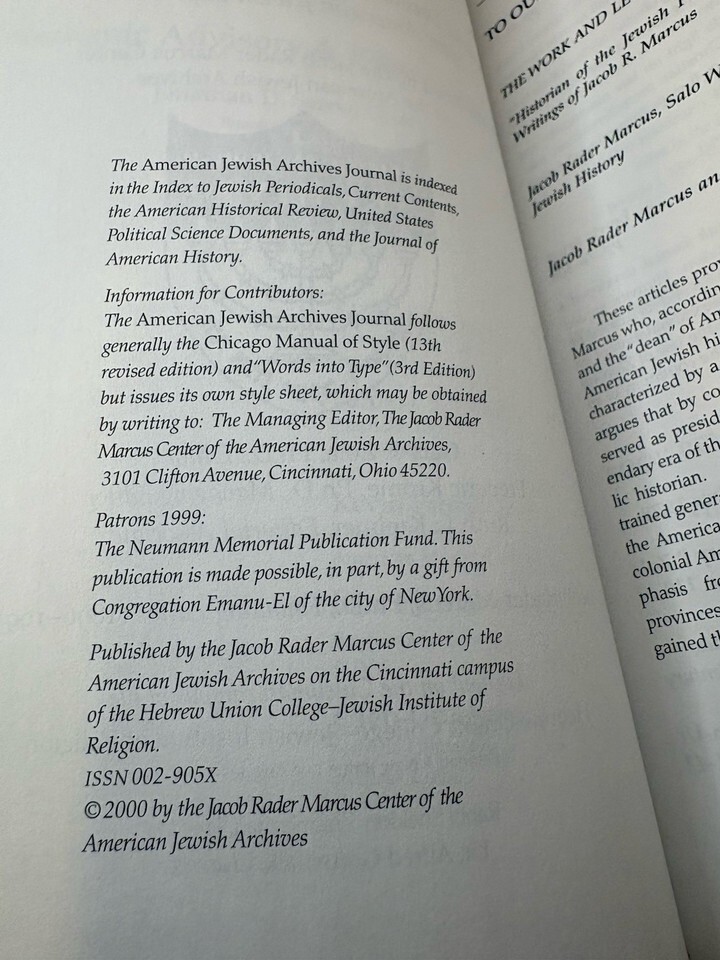 The American Jewish Archives Journal is indexed
in the Index to Jewish Periodicals, Current Contents,
the American Historical Review, United States
Political Science Documents, and the Journal of
American History.
Information for Contributors:
The American Jewish Archives Journal follows
generally the Chicago Manual of Style (13th
revised edition) and "Words into Type" (3rd Edition)
but issues its own style sheet, which may be obtained
by writing to: The Managing Editor, The Jacob Rader
Marcus Center of the American Jewish Archives,
3101 Clifton Avenue, Cincinnati, Ohio 45220.
Patrons 1999:
The Neumann Memorial Publication Fund. This
publication is made possible, in part, by a gift from
Congregation Emanu-El of the city of New York.
Published by the Jacob Rader Marcus Center of the
American Jewish Archives on the Cincinnati campus
of the Hebrew Union College–Jewish Institute of
Religion.
ISSN 002-905X
©2000 by the Jacob Rader Marcus Center of the
American Jewish Archives
TO OU
THE WORK AND LE
"Historian of the Jewish
Writings of Jacob R. Marcus
Jacob Rader Marcus, Salo W
Jewish History
Jacob Rader Marcus an
These articles prov
Marcus who, accordin
and the "dean" of Am
American Jewish his
characterized by a
argues that by co
served as presid
endary era of th
lic historian.
trained gener
the America
colonial Am
phasis fro
provinces
gained th